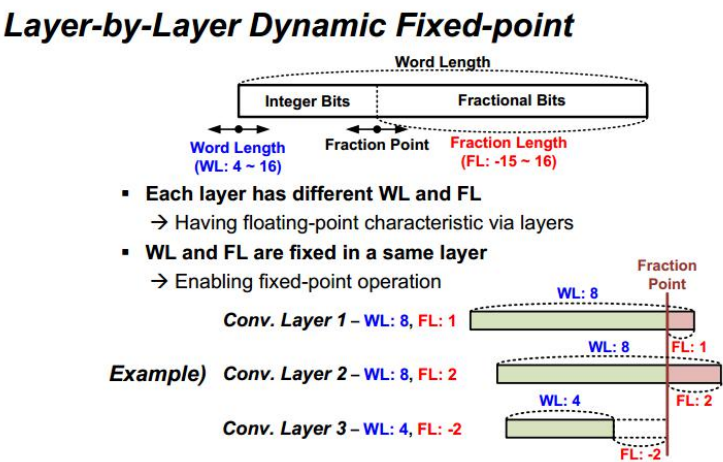 Layer-by-Layer Dynamic Fixed-point
Word Length
Integer Bits
Fractional Bits
Word Length
(WL: 4 ~ 16)
Fraction Point
Fraction Length
(FL: -15 ~ 16)
▪ Each layer has different WL and FL
→ Having floating-point characteristic via layers
▪ WL and FL are fixed in a same layer
→ Enabling fixed-point operation
Fraction
Point
WL: 8
Conv. Layer 1 – WL: 8, FL: 1
FL: 1
WL: 8
Example)
Conv. Layer 2 – WL: 8, FL: 2
FL: 2
WL: 4
Conv. Layer 3 – WL: 4, FL: -2
FL: -2